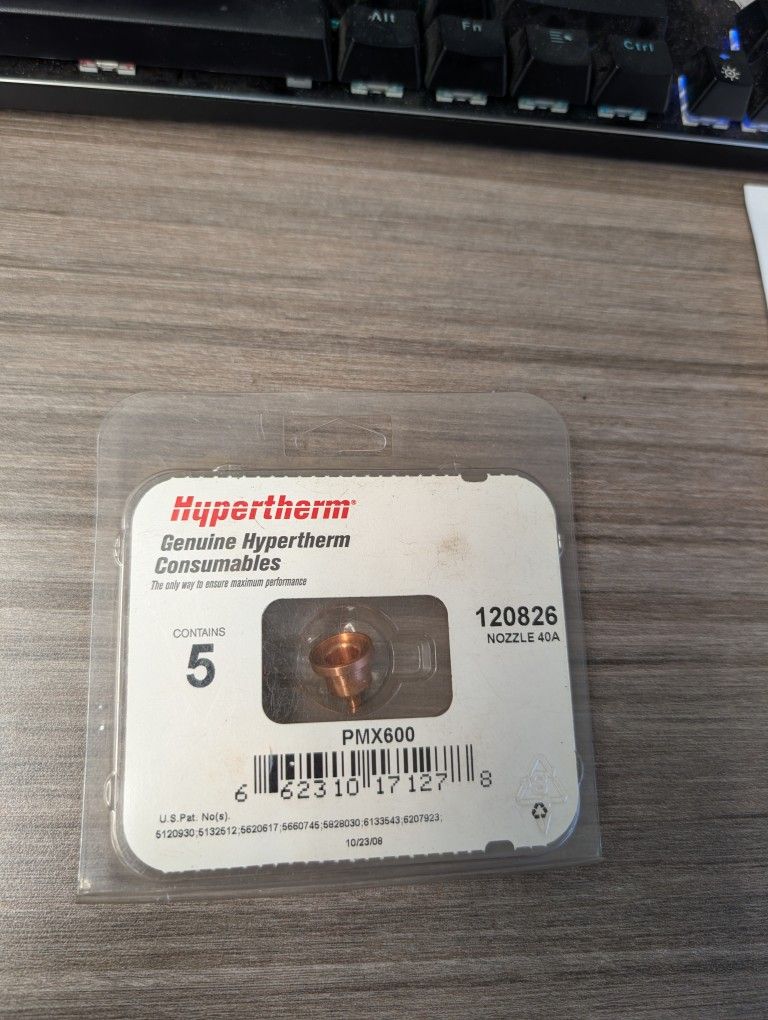 Alt
Fn
Ctrl
Hypertherm®
Genuine Hypertherm
Consumables
The only way to ensure maximum performance
CONTAINS
5
120826
NOZZLE 40A
PMX600
6 62310 17127 8
U.S.Pat. No(s).
5120930;5132512;5620617;5660745;5828030;6133543;6207923;
10/23/08